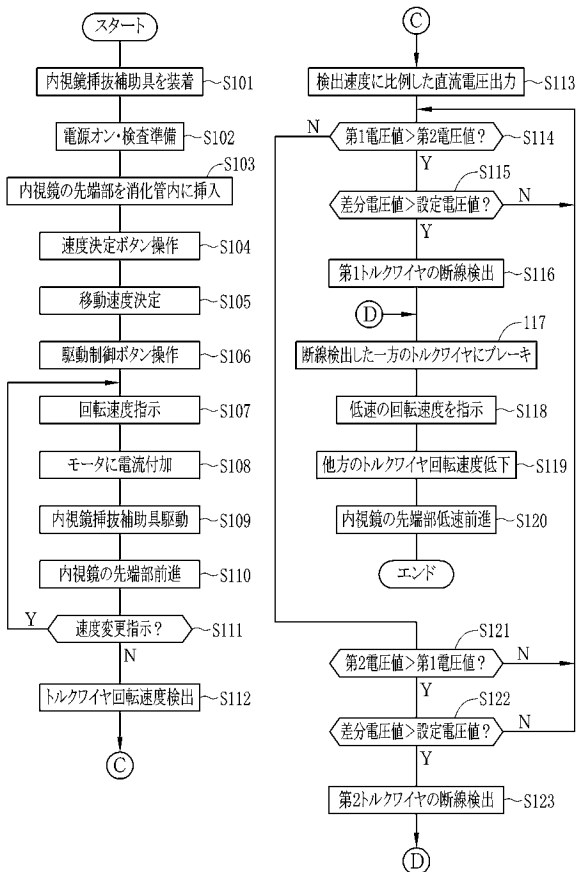 スタート
内視鏡挿抜補助具を装着 S101
電源オン・検査準備 S102
S103
内視鏡の先端部を消化管内に挿入
速度決定ボタン操作 S104
移動速度決定 S105
駆動制御ボタン操作 S106
回転速度指示 S107
モータに電流付加 S108
内視鏡挿抜補助具駆動 S109
内視鏡の先端部前進 S110
Y 速度変更指示? S111
N
トルクワイヤ回転速度検出 S112
C
C
検出速度に比例した直流電圧出力 S113
N 第1電圧値>第2電圧値? S114
Y
S115
差分電圧値>設定電圧値? N
Y
第1トルクワイヤの断線検出 S116
D
117
断線検出した一方のトルクワイヤにブレーキ
低速の回転速度を指示 S118
他方のトルクワイヤ回転速度低下 S119
内視鏡の先端部低速前進 S120
エンド
S121
第2電圧値>第1電圧値? N
Y
S122
差分電圧値>設定電圧値? N
Y
第2トルクワイヤの断線検出 S123
D